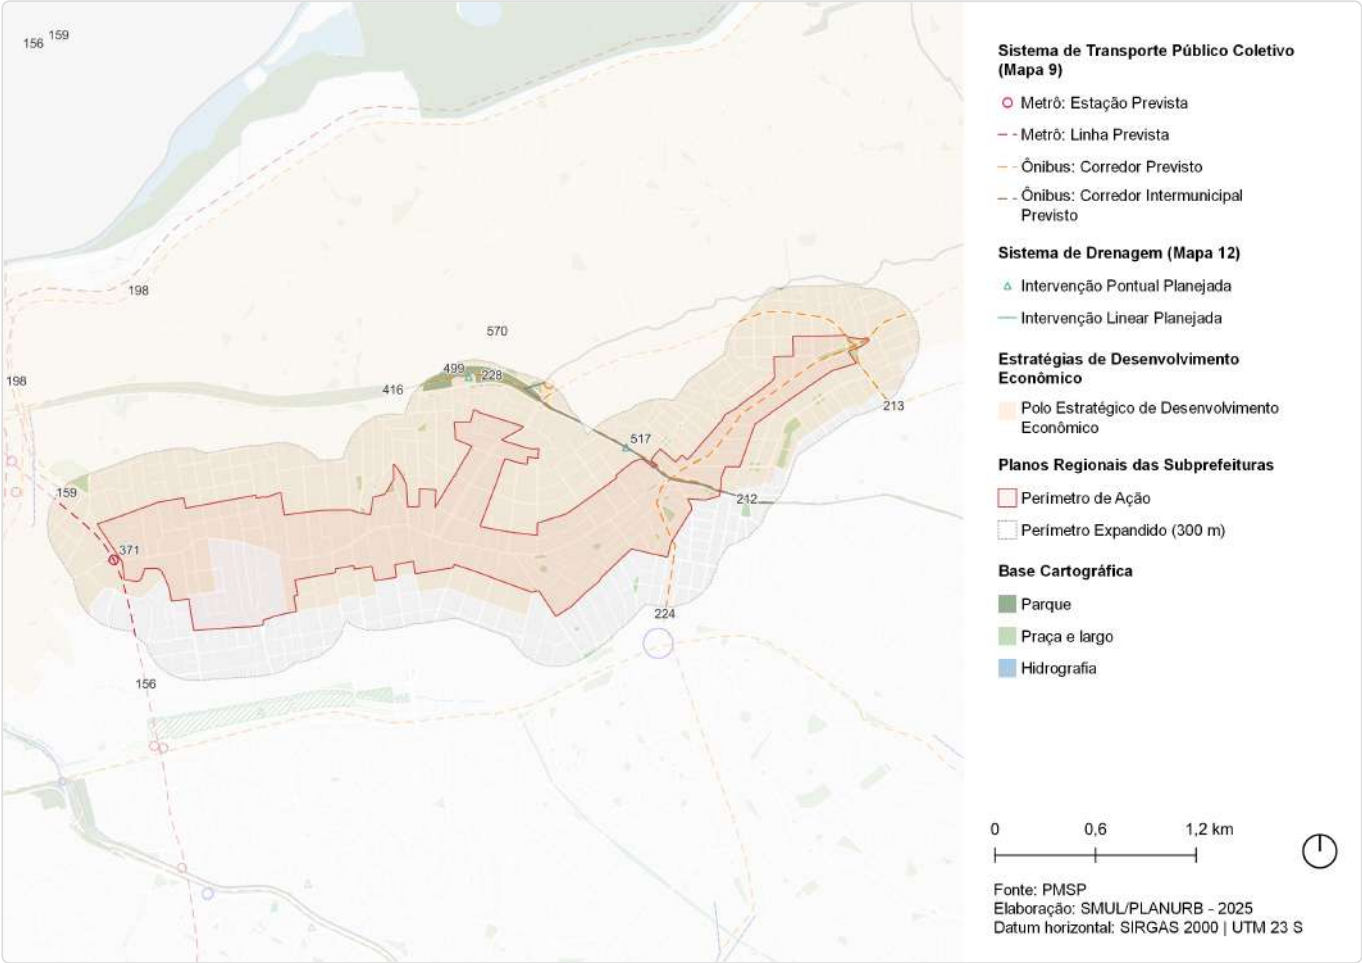 156
159
198
570
198
499
228
416
213
517
159
212
371
224
156
Sistema de Transporte Público Coletivo
(Mapa 9)
Metrô: Estação Prevista
Metrô: Linha Prevista
Ônibus: Corredor Previsto
Ônibus: Corredor Intermunicipal
Previsto
Sistema de Drenagem (Mapa 12)
Intervenção Pontual Planejada
Intervenção Linear Planejada
Estratégias de Desenvolvimento
Econômico
Polo Estratégico de Desenvolvimento
Econômico
Planos Regionais das Subprefeituras
Perímetro de Ação
Perímetro Expandido (300 m)
Base Cartográfica
Parque
Praça e largo
Hidrografia
0 0,6 1,2 km
Fonte: PMSP
Elaboração: SMUL/PLANURB - 2025
Datum horizontal: SIRGAS 2000 | UTM 23 S